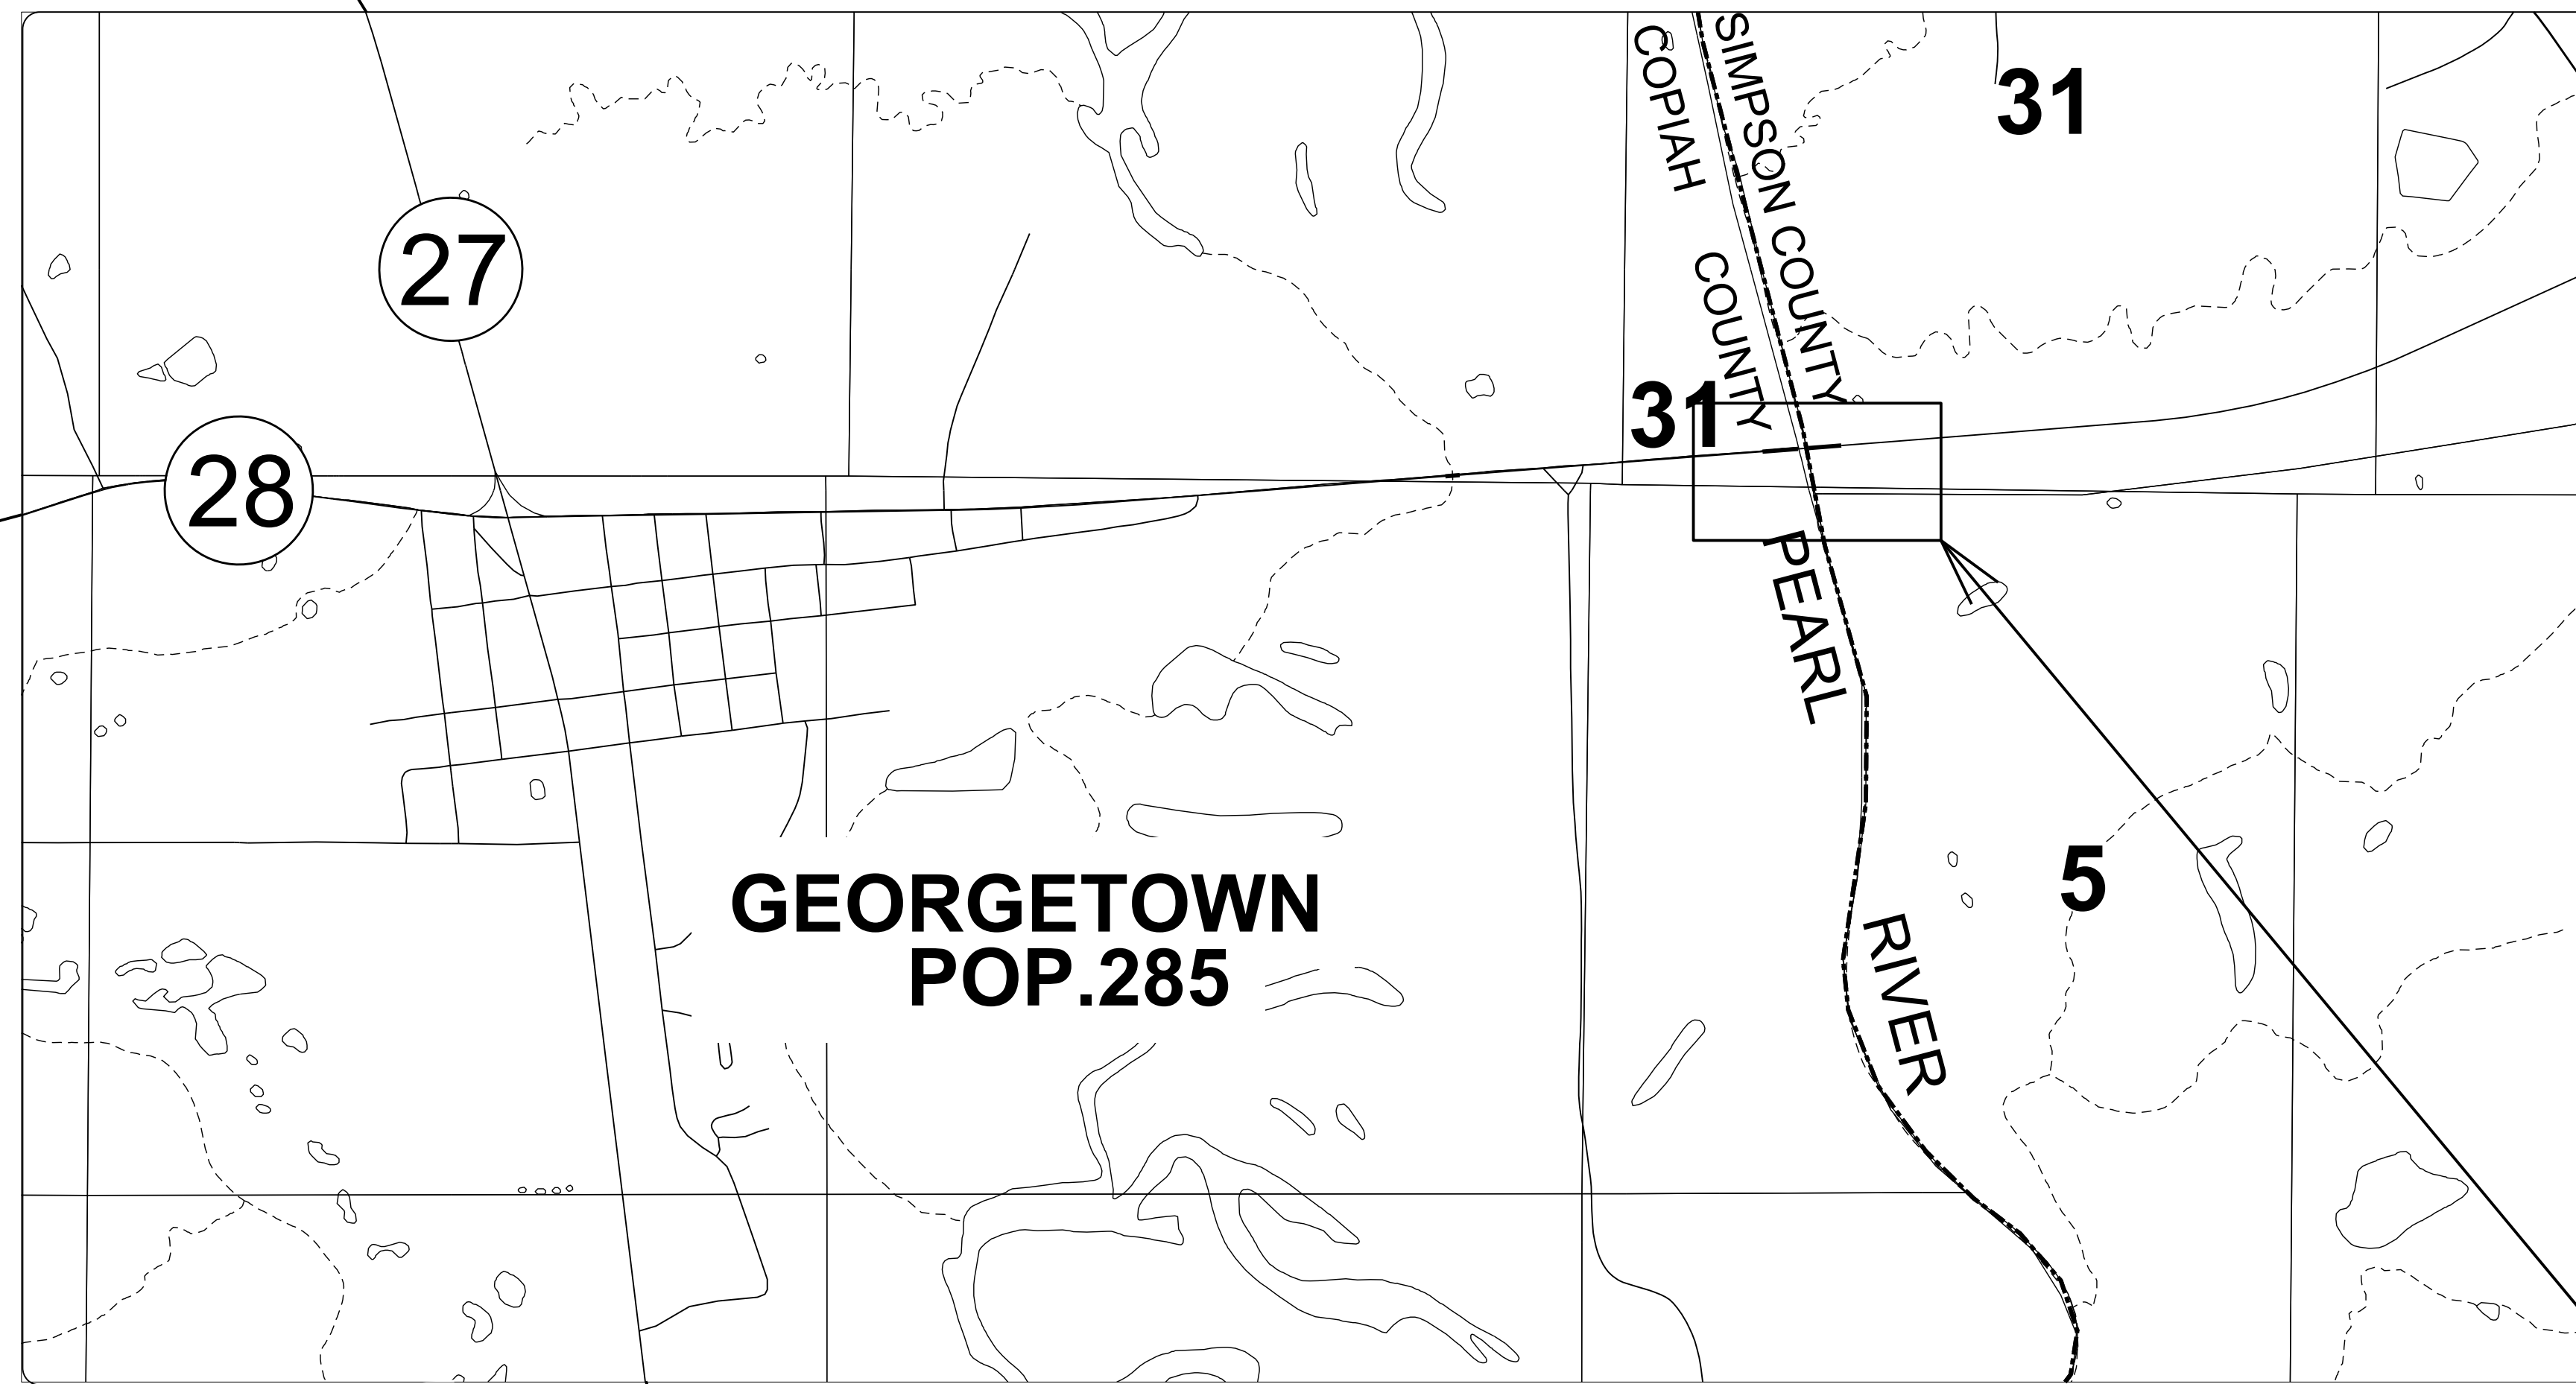 COPIAH COUNTY
SIMPSON COUNTY
31
27
31
28
PEARL
5
GEORGETOWN
POP.285
RIVER